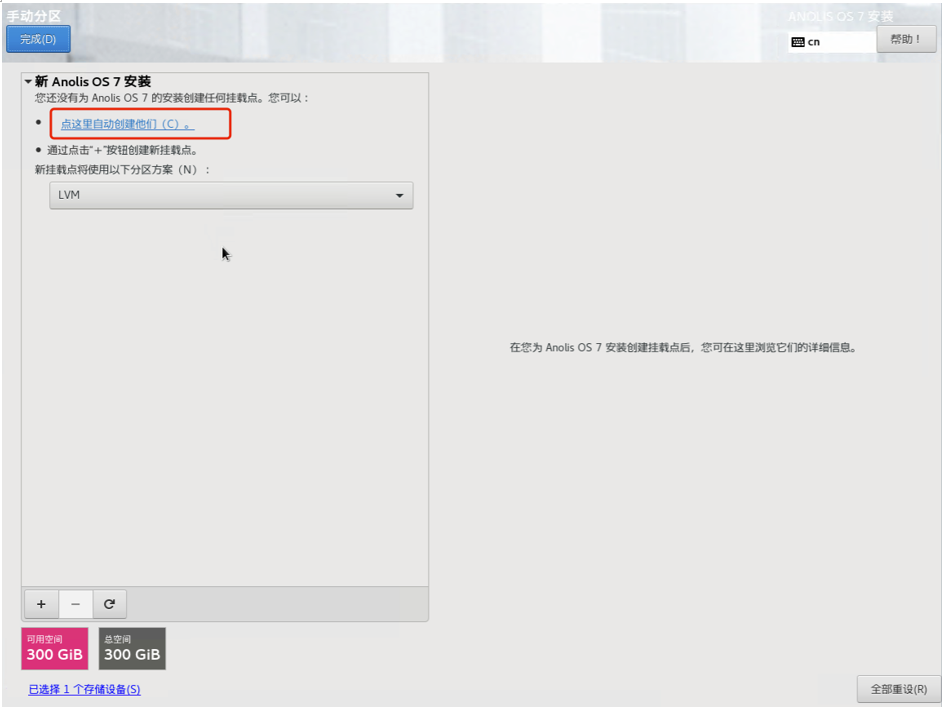 手动分区
ANOLIS OS 7 安装
完成(D)
cn
帮助！
新 Anolis OS 7 安装
您还没有为 Anolis OS 7 的安装创建任何挂载点。您可以：
点这里自动创建他们（C）。
通过点击“+”按钮创建新挂载点。
新挂载点将使用以下分区方案（N）：
LVM
在您为 Anolis OS 7 安装创建挂载点后，您可在这里浏览它们的详细信息。
可用空间
300 GiB
总空间
300 GiB
已选择 1 个存储设备(S)
全部重设(R)